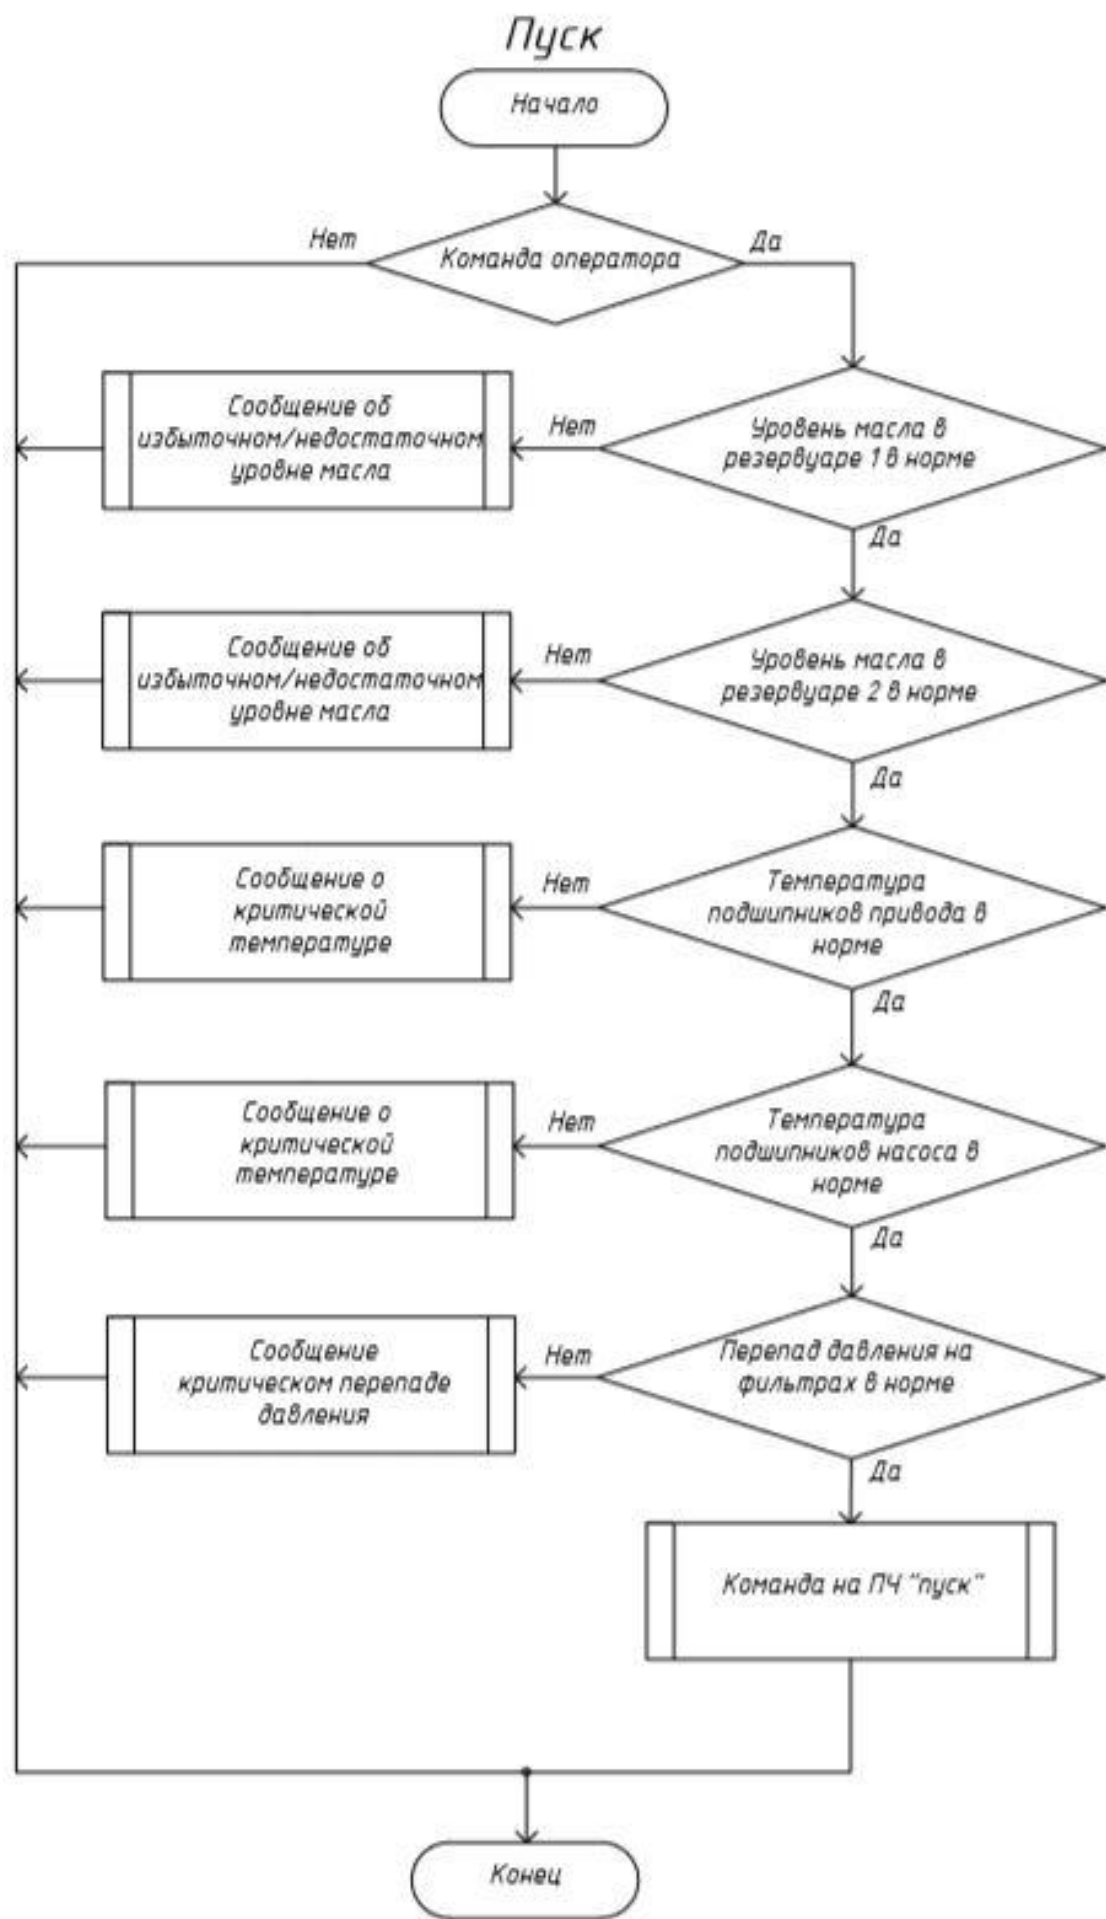 Пуск
Начало
Нет
Команда оператора
Да
Сообщение об
избыточном/недостаточном
уровне масла
Нет
Уровень масла в
резервуаре 1 в норме
Да
Сообщение об
избыточном/недостаточном
уровне масла
Нет
Уровень масла в
резервуаре 2 в норме
Да
Сообщение о
критической
температуре
Нет
Температура
подшипников привода в
норме
Да
Сообщение о
критической
температуре
Нет
Температура
подшипников насоса в
норме
Да
Сообщение
критическом перепаде
давления
Нет
Перепад давления на
фильтрах в норме
Да
Команда на ПЧ "пуск"
Конец